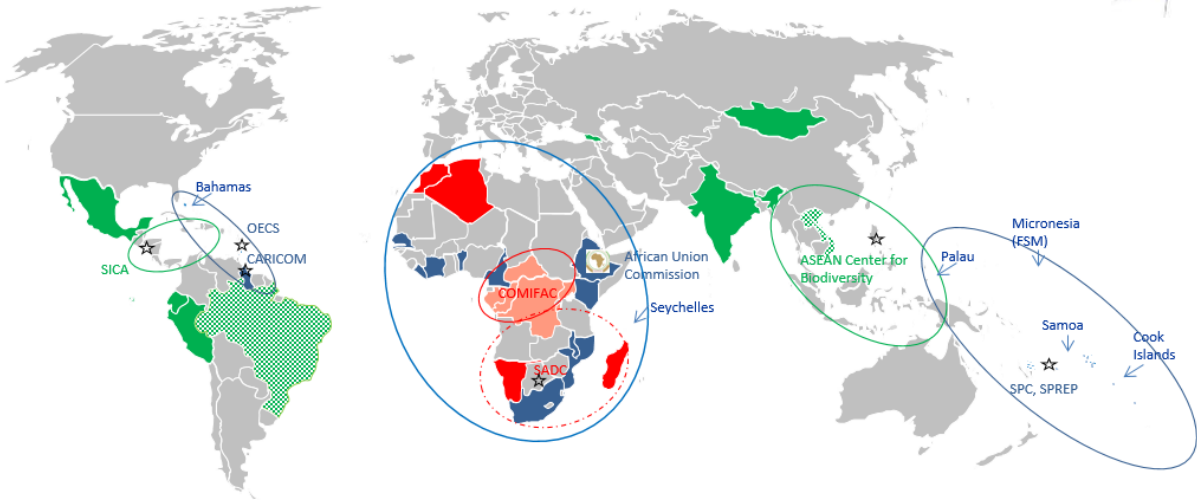 Bahamas
OECS
SICA
CARICOM
African Union
Commission
COMIFAC
Seychelles
SADC
ASEAN Center for
Biodiversity
Micronesia
(FSM)
Palau
Samoa
Cook
Islands
SPC, SPREP